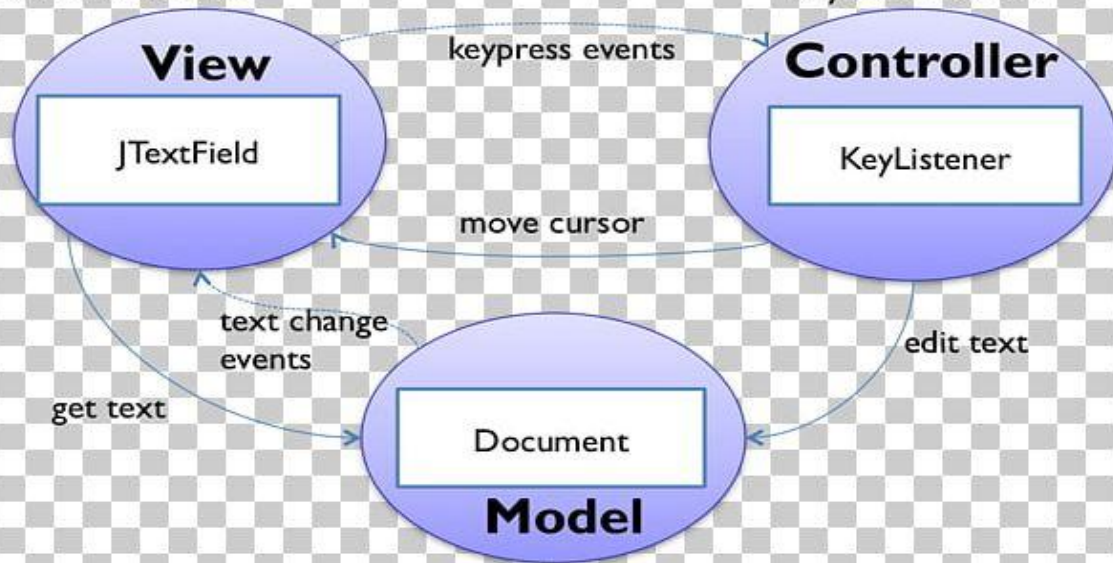 View
JTextField
keypress events
Controller
KeyListener
move cursor
text change
events
get text
edit text
Document
Model